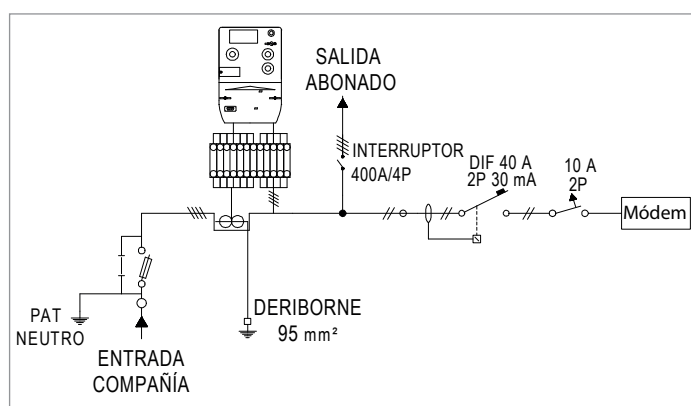 SALIDA
ABONADO
INTERRUPTOR
400A/4P
DIF 40 A
2P 30 mA
10 A
2P
Módem
PAT
NEUTRO
DERIBORNE
95 mm²
ENTRADA
COMPAÑÍA